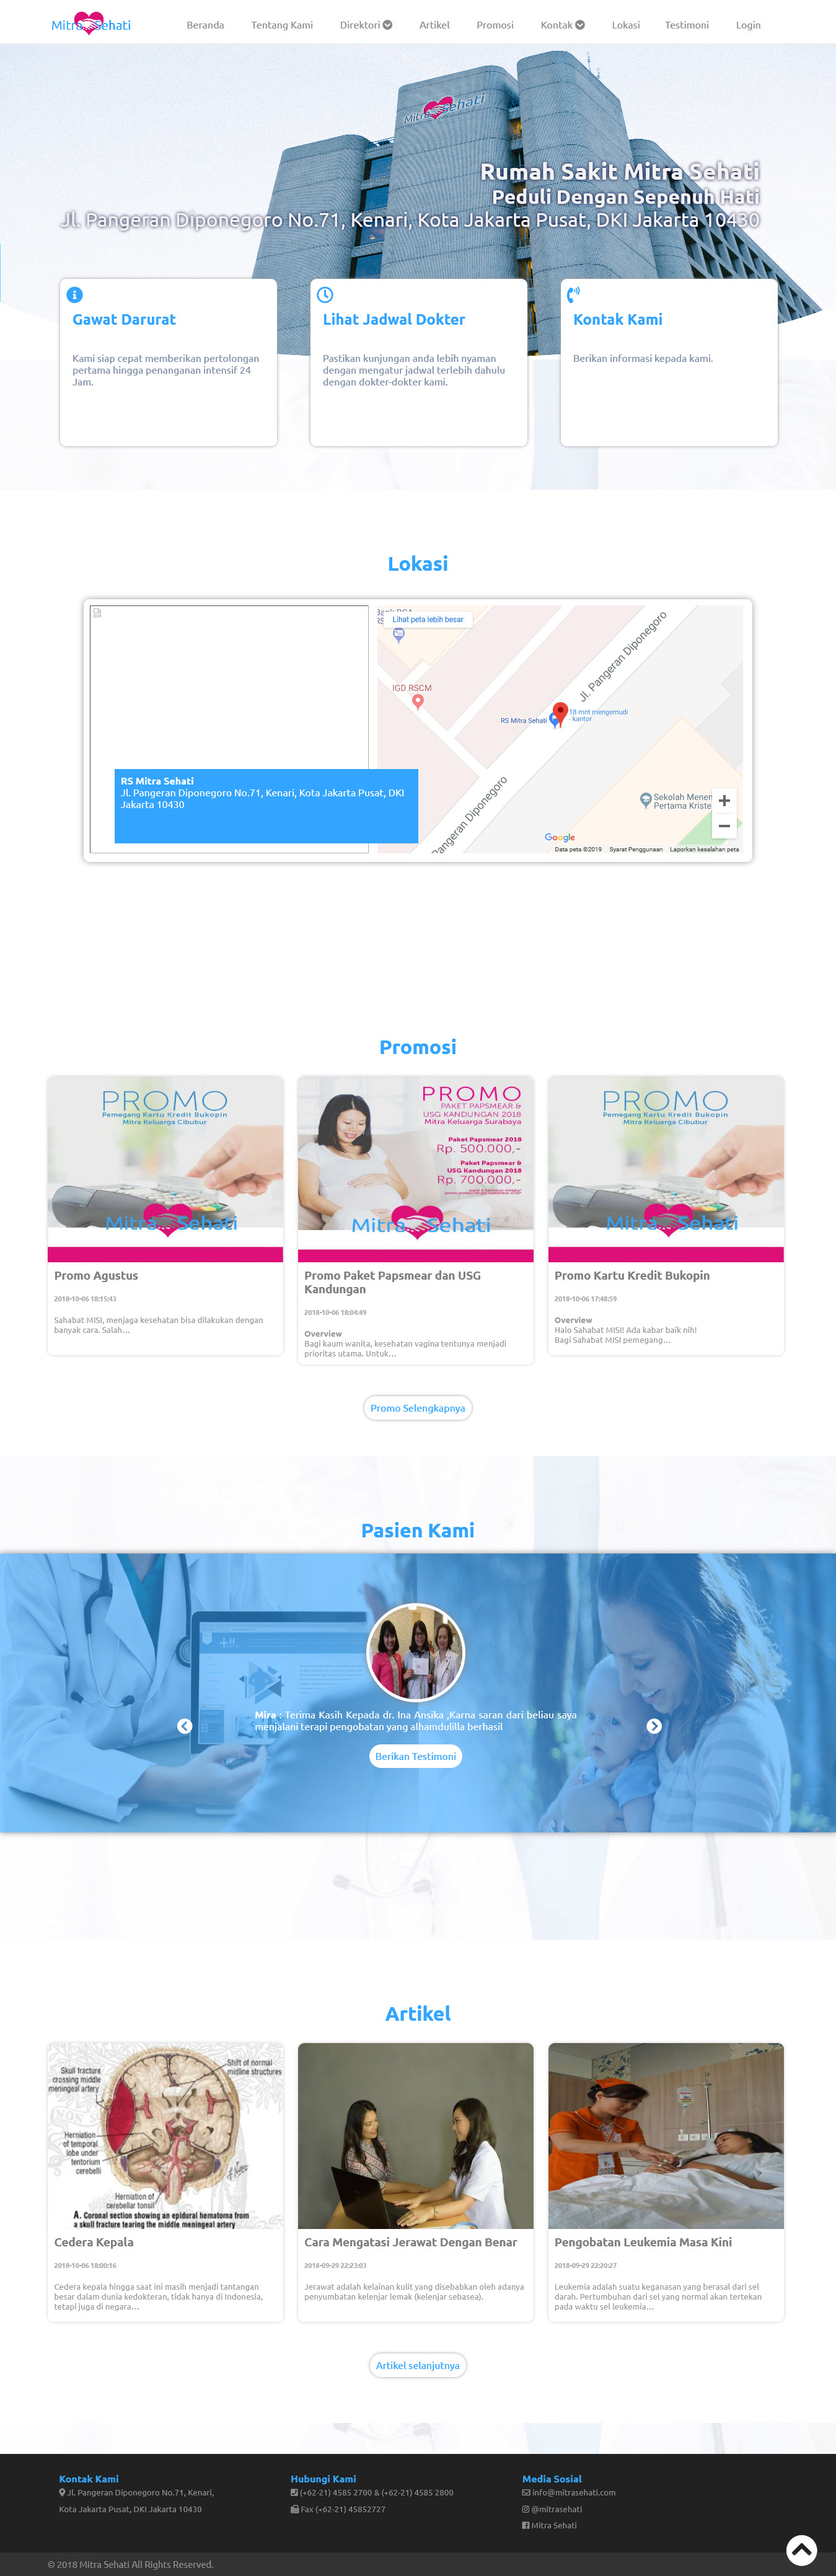 Mitra Sehati
Beranda
Tentang Kami
Direktori
Artikel
Promosi
Kontak
Lokasi
Testimoni
Login
Mitra Sehati
Rumah Sakit Mitra Sehati
Peduli Dengan Sepenuh Hati
Jl. Pangeran Diponegoro No.71, Kenari, Kota Jakarta Pusat, DKI Jakarta 10430
Gawat Darurat
Kami siap cepat memberikan pertolongan
pertama hingga penanganan intensif 24
Jam.
Lihat Jadwal Dokter
Pastikan kunjungan anda lebih nyaman
dengan mengatur jadwal terlebih dahulu
dengan dokter-dokter kami.
Kontak Kami
Berikan informasi kepada kami.
Lokasi
Lihat peta lebih besar
IGD RSCM
Jl. Pangeran Diponegoro
RS Mitra Sehati
18 mnt mengemudi
- kantor
Pangeran Diponegoro
Sekolah Menen
Pertama Kriste
Google
Data peta ©2019
Syarat Penggunaan
Laporkan kesalahan peta
RS Mitra Sehati
Jl. Pangeran Diponegoro No.71, Kenari, Kota Jakarta Pusat, DKI
Jakarta 10430
Promosi
PROMO
Pemegang Kartu Kredit Bukopin
Mitra Keluarga Cibubur
Mitra Sehati
Promo Agustus
2018-10-06 18:15:43
Sahabat MISI, menjaga kesehatan bisa dilakukan dengan
banyak cara. Salah...
PROMO
PAKET PAPSMEAR &
USG KANDUNGAN 2018
Mitra Keluarga Surabaya
Paket Papsmear 2018
Rp. 500.000,-
Paket Papsmear &
USG Kandungan 2018
Rp. 700.000,-
Mitra Sehati
Promo Paket Papsmear dan USG
Kandungan
2018-10-06 18:04:49
Overview
Bagi kaum wanita, kesehatan vagina tentunya menjadi
prioritas utama. Untuk...
PROMO
Pemegang Kartu Kredit Bukopin
Mitra Keluarga Cibubur
Mitra Sehati
Promo Kartu Kredit Bukopin
2018-10-06 17:48:59
Overview
Halo Sahabat MISI! Ada kabar baik nih!
Bagi Sahabat MISI pemegang...
Promo Selengkapnya
Pasien Kami
Mira : Terima Kasih Kepada dr. Ina Ansika ,Karna saran dari beliau saya
menjalani terapi pengobatan yang alhamdulilla berhasil
Berikan Testimoni
Artikel
Skull fracture
crossing middle
meningeal artery
Shift of normal
midline structures
Herniation
of temporal
lobe under
tentorium
cerebelli
Herniation of
cerebellar tonsil
A. Coronal section showing an epidural hematoma from
a skull fracture tearing the middle meningeal artery
Cedera Kepala
2018-10-06 18:00:16
Cedera kepala hingga saat ini masih menjadi tantangan
besar dalam dunia kedokteran, tidak hanya di Indonesia,
tetapi juga di negara...
Cara Mengatasi Jerawat Dengan Benar
2018-09-29 22:23:03
Jerawat adalah kelainan kulit yang disebabkan oleh adanya
penyumbatan kelenjar lemak (kelenjar sebasea).
Pengobatan Leukemia Masa Kini
2018-09-29 22:20:27
Leukemia adalah suatu keganasan yang berasal dari sel
darah. Pertumbuhan dari sel yang normal akan tertekan
pada waktu sel leukemia...
Artikel selanjutnya
Kontak Kami
Jl. Pangeran Diponegoro No.71, Kenari,
Kota Jakarta Pusat, DKI Jakarta 10430
Hubungi Kami
(+62-21) 4585 2700 & (+62-21) 4585 2800
Fax (+62-21) 45852727
Media Sosial
info@mitrasehati.com
@mitrasehati
Mitra Sehati
© 2018 Mitra Sehati All Rights Reserved.